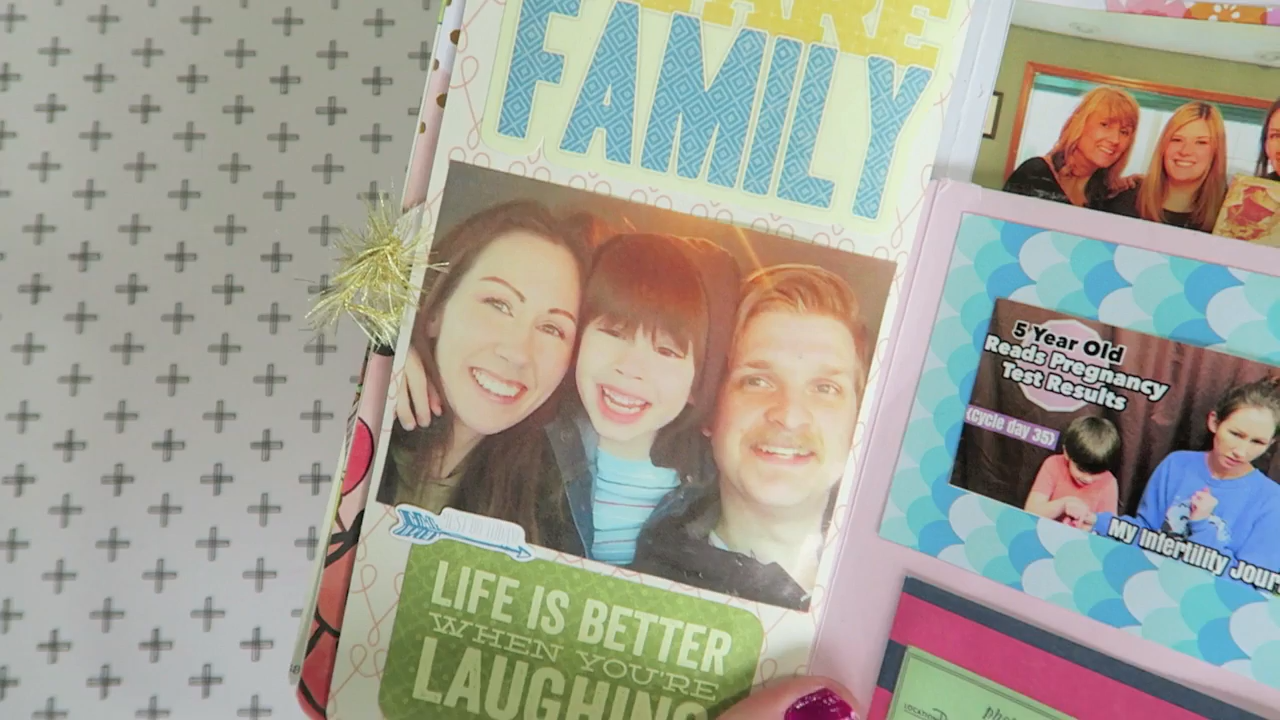 FAMILY
LIFE IS BETTER
WHEN YOU'RE
LAUGHING
5 Year Old
Reads Pregnancy
Test Results
(Cycle day 35)
My Infertility Jour
LOCATION